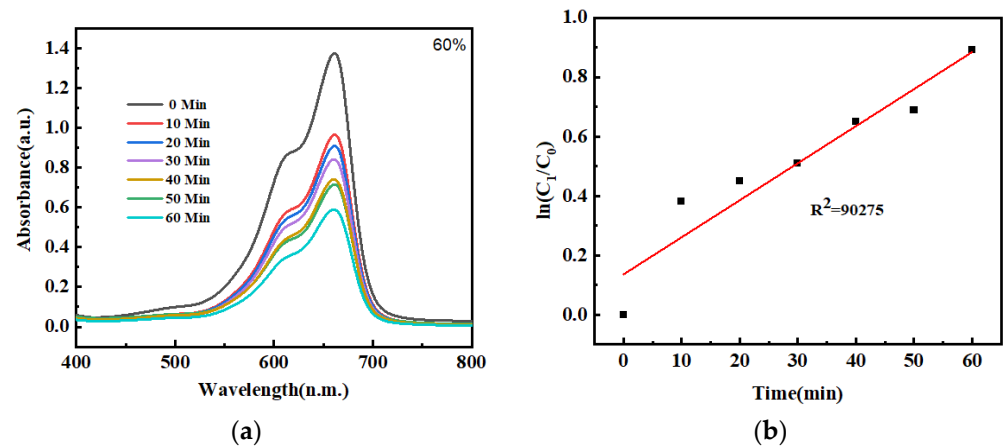 60%
1.4
1.2
1.0
0.8
0.6
0.4
0.2
0.0
Absorbance(a.u.)
0 Min
10 Min
20 Min
30 Min
40 Min
50 Min
60 Min
400 500 600 700 800
Wavelength(n.m.)
(a)
1.0
0.8
0.6
0.4
0.2
0.0
ln(C₁/C₀)
R²=90275
0 10 20 30 40 50 60
Time(min)
(b)